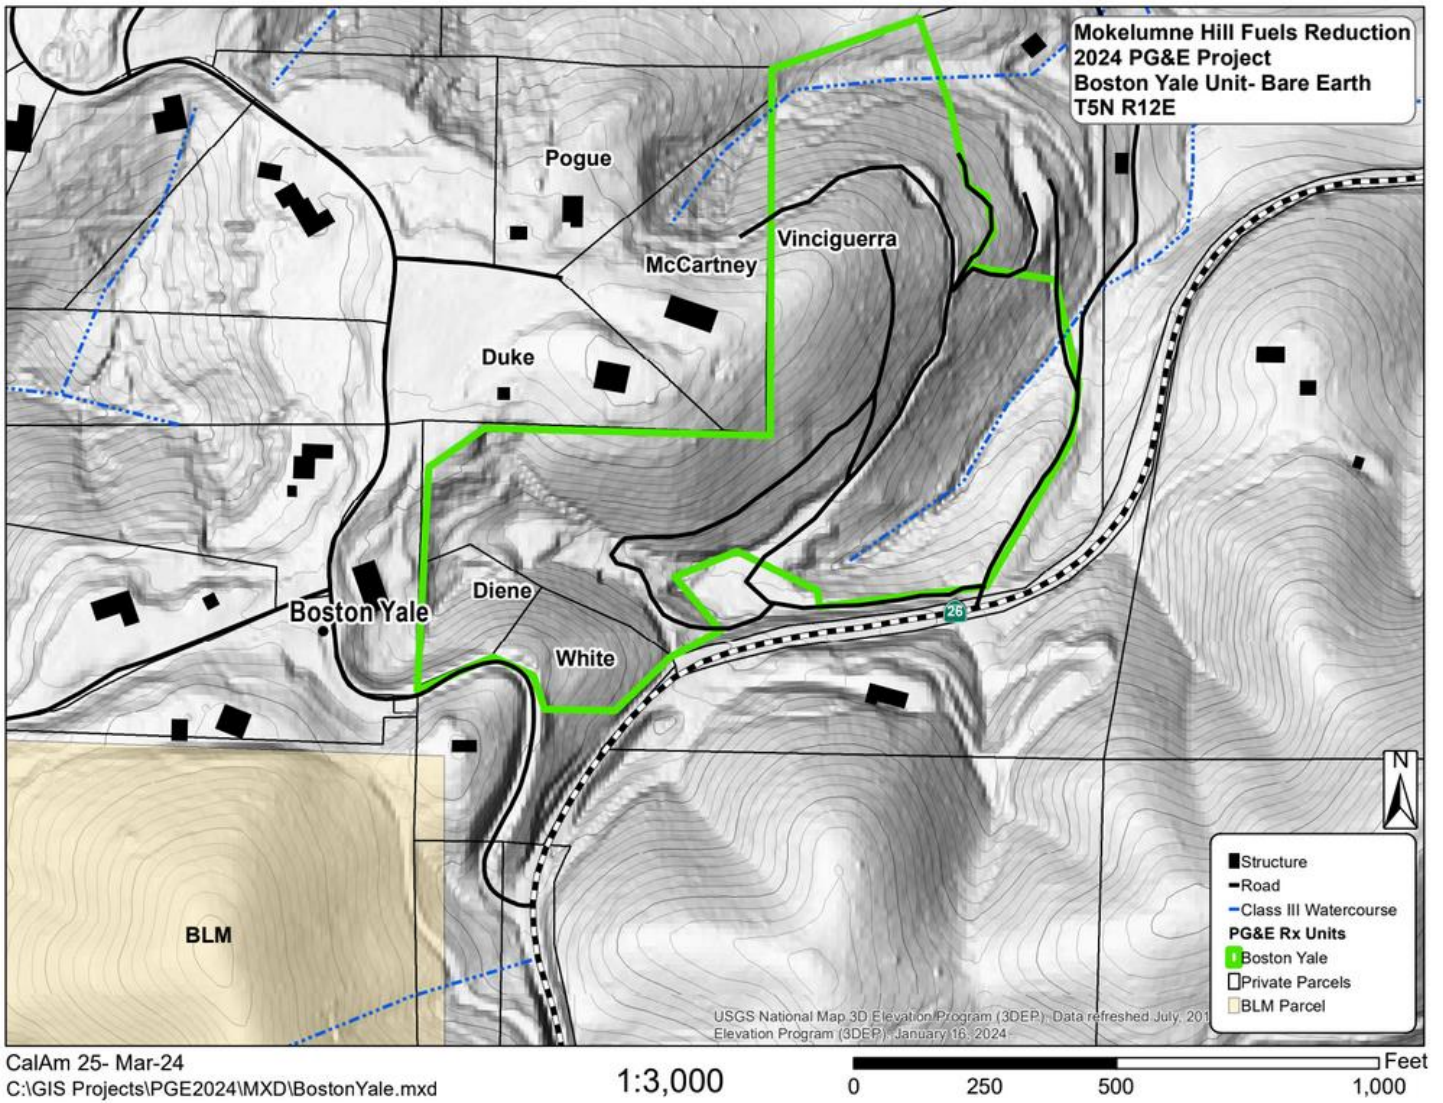 Mokelumne Hill Fuels Reduction
2024 PG&E Project
Boston Yale Unit- Bare Earth
T5N R12E
Pogue
Vinciguerra
McCartney
Duke
Diene
Boston Yale
26
White
N
BLM
Structure
Road
Class III Watercourse
PG&E Rx Units
Boston Yale
Private Parcels
BLM Parcel
USGS National Map 3D Elevation Program (3DEP) Data refreshed July, 201
Elevation Program (3DEP). January 16, 2024
CalAm 25- Mar-24
C:\GIS Projects\PGE2024\MXD\BostonYale.mxd
1:3,000
Feet
0 250 500 1,000